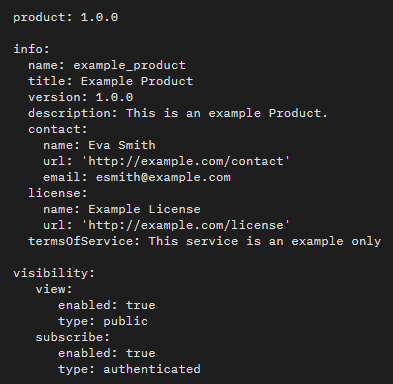 product: 1.0.0
info:
name: example_product
title: Example Product
version: 1.0.0
description: This is an example Product.
contact:
name: Eva Smith
url: 'http://example.com/contact'
email: esmith@example.com
license:
name: Example License
url: 'http://example.com/license'
termsOfService: This service is an example only
visibility:
view:
enabled: true
type: public
subscribe:
enabled: true
type: authenticated